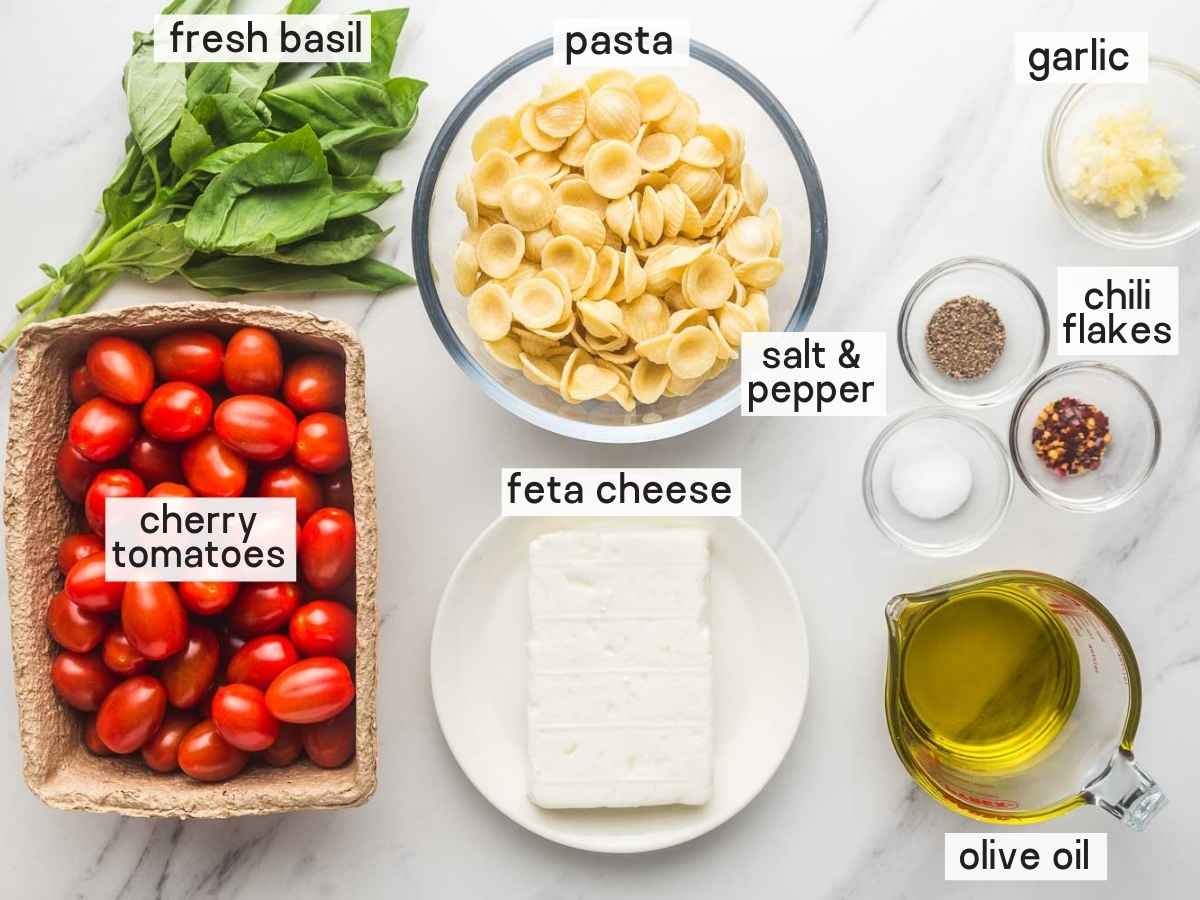 fresh basil
pasta
garlic
chili
flakes
salt &
pepper
feta cheese
cherry
tomatoes
olive oil